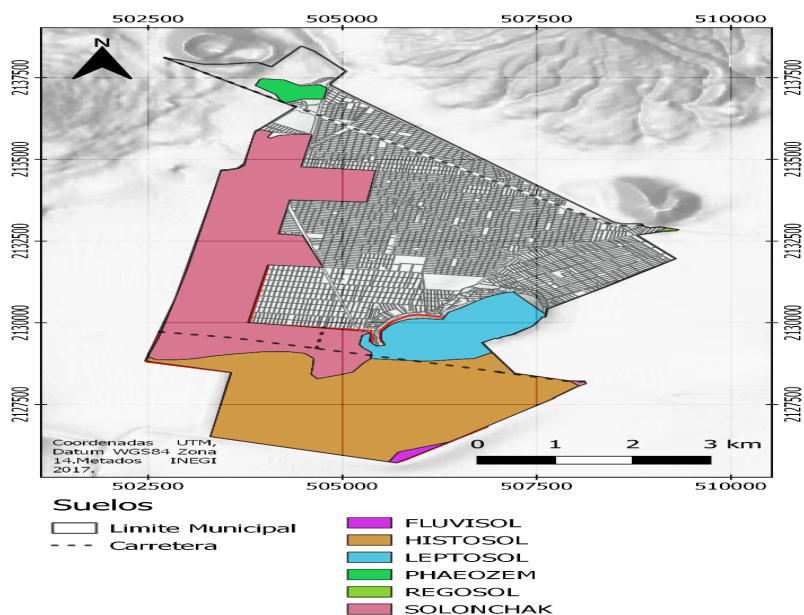 502500 505000 507500 510000
N
2137500 2137500
2135000 2135000
2132500 2132500
2130000 2130000
2127500 2127500
Coordenadas UTM,
Datum WGS84 Zona
14.Metados INEGI
2017.
0 1 2 3 km
502500 505000 507500 510000
Suelos
Limite Municipal
Carretera
FLUVISOL
HISTOSOL
LEPTOSOL
PHAEOZEM
REGOSOL
SOLONCHAK